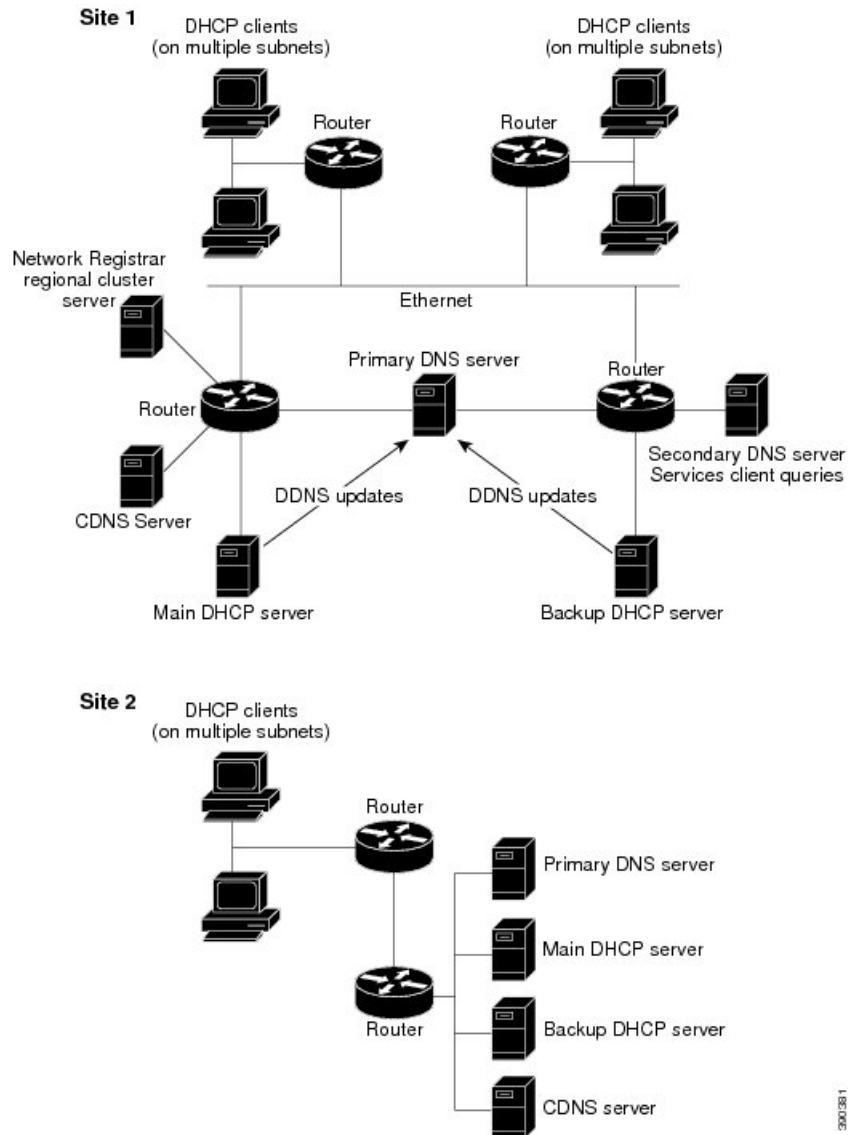 Site 1
DHCP clients
(on multiple subnets)
DHCP clients
(on multiple subnets)
Router
Router
Network Registrar
regional cluster
server
Ethernet
Primary DNS server
Router
Router
Secondary DNS server
Services client queries
CDNS Server
DDNS updates
DDNS updates
Main DHCP server
Backup DHCP server
Site 2
DHCP clients
(on multiple subnets)
Router
Primary DNS server
Main DHCP server
Router
Backup DHCP server
CDNS server
390381